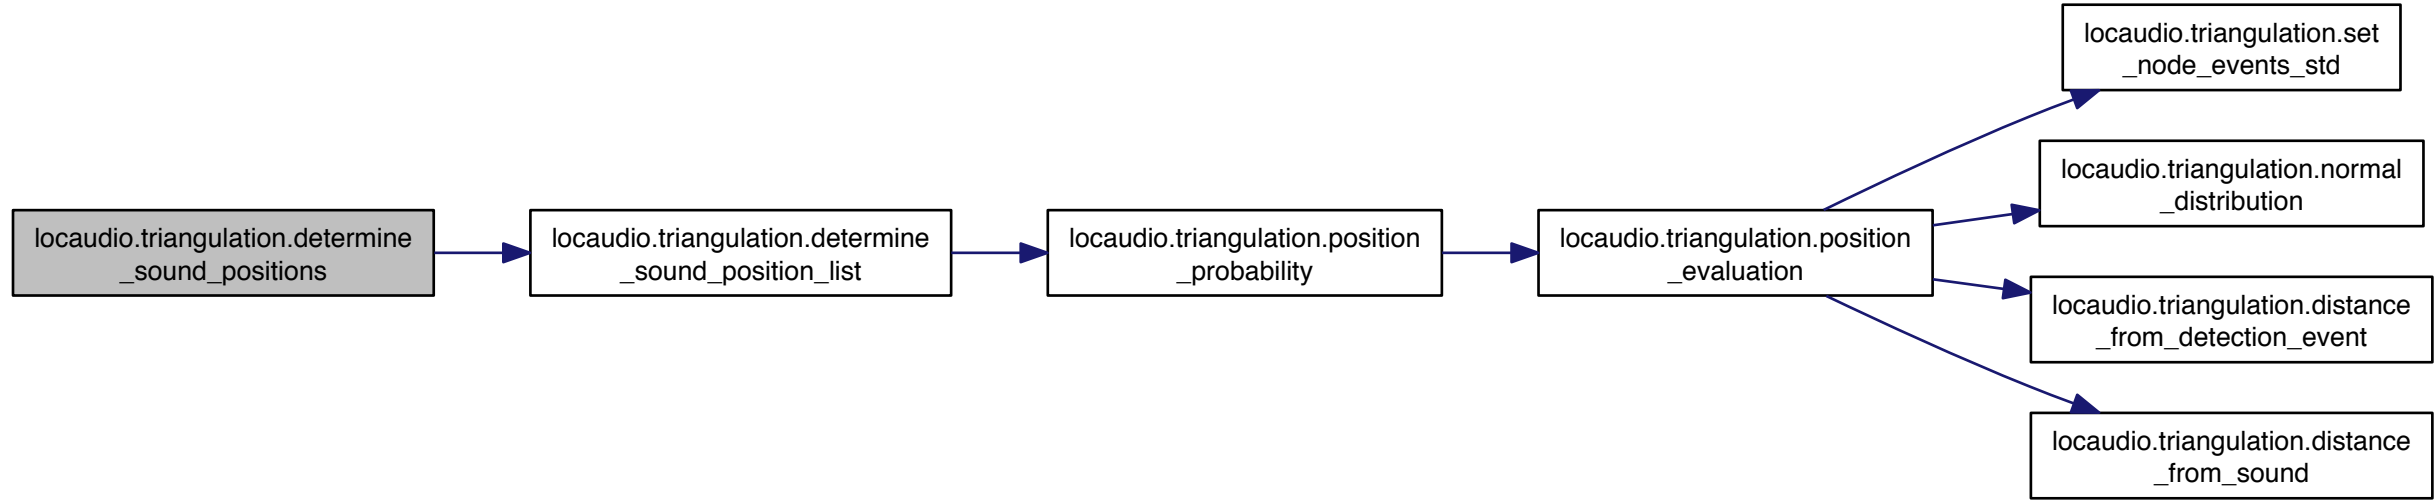 locaudio.triangulation.determine
_sound_positions
locaudio.triangulation.determine
_sound_position_list
locaudio.triangulation.position
_probability
locaudio.triangulation.position
_evaluation
locaudio.triangulation.set
_node_events_std
locaudio.triangulation.normal
_distribution
locaudio.triangulation.distance
_from_detection_event
locaudio.triangulation.distance
_from_sound